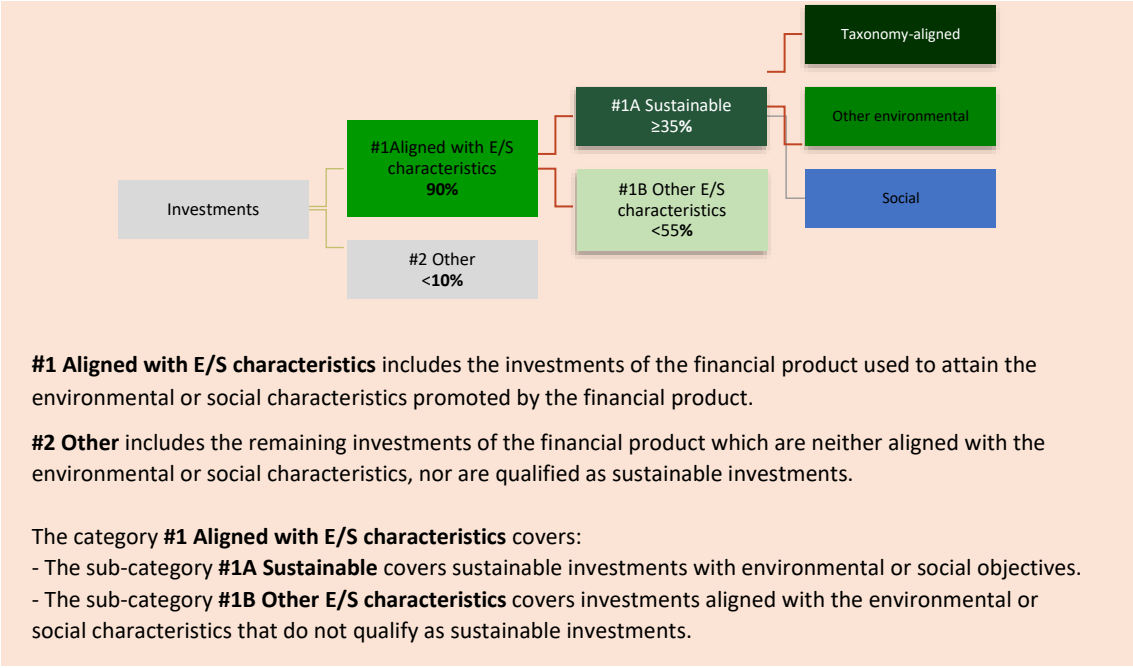 Taxonomy-aligned
#1A Sustainable
≥35%
Other environmental
#1Aligned with E/S
characteristics
90%
#1B Other E/S
characteristics
<55%
Social
Investments
#2 Other
<10%
#1 Aligned with E/S characteristics includes the investments of the financial product used to attain the
environmental or social characteristics promoted by the financial product.
#2 Other includes the remaining investments of the financial product which are neither aligned with the
environmental or social characteristics, nor are qualified as sustainable investments.
The category #1 Aligned with E/S characteristics covers:
- The sub-category #1A Sustainable covers sustainable investments with environmental or social objectives.
- The sub-category #1B Other E/S characteristics covers investments aligned with the environmental or
social characteristics that do not qualify as sustainable investments.